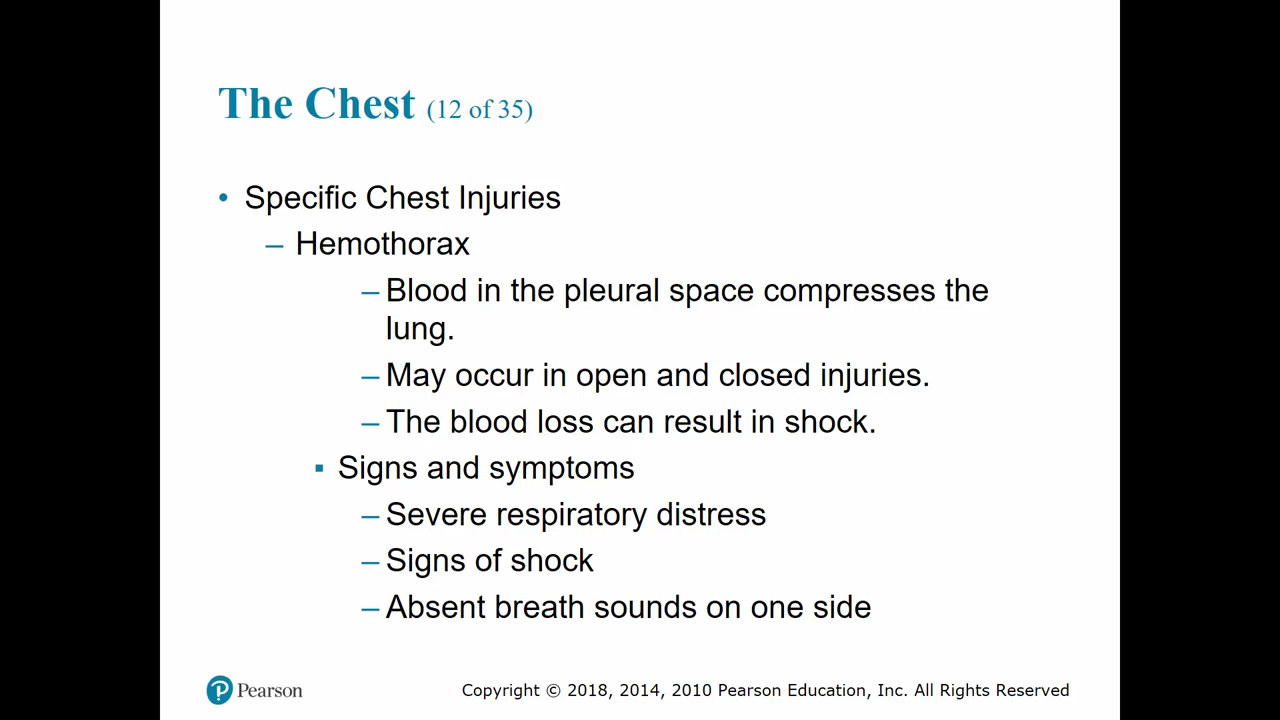 The Chest (12 of 35)
• Specific Chest Injuries
– Hemothorax
– Blood in the pleural space compresses the
lung.
– May occur in open and closed injuries.
– The blood loss can result in shock.
▪ Signs and symptoms
– Severe respiratory distress
– Signs of shock
– Absent breath sounds on one side
P Pearson
Copyright © 2018, 2014, 2010 Pearson Education, Inc. All Rights Reserved